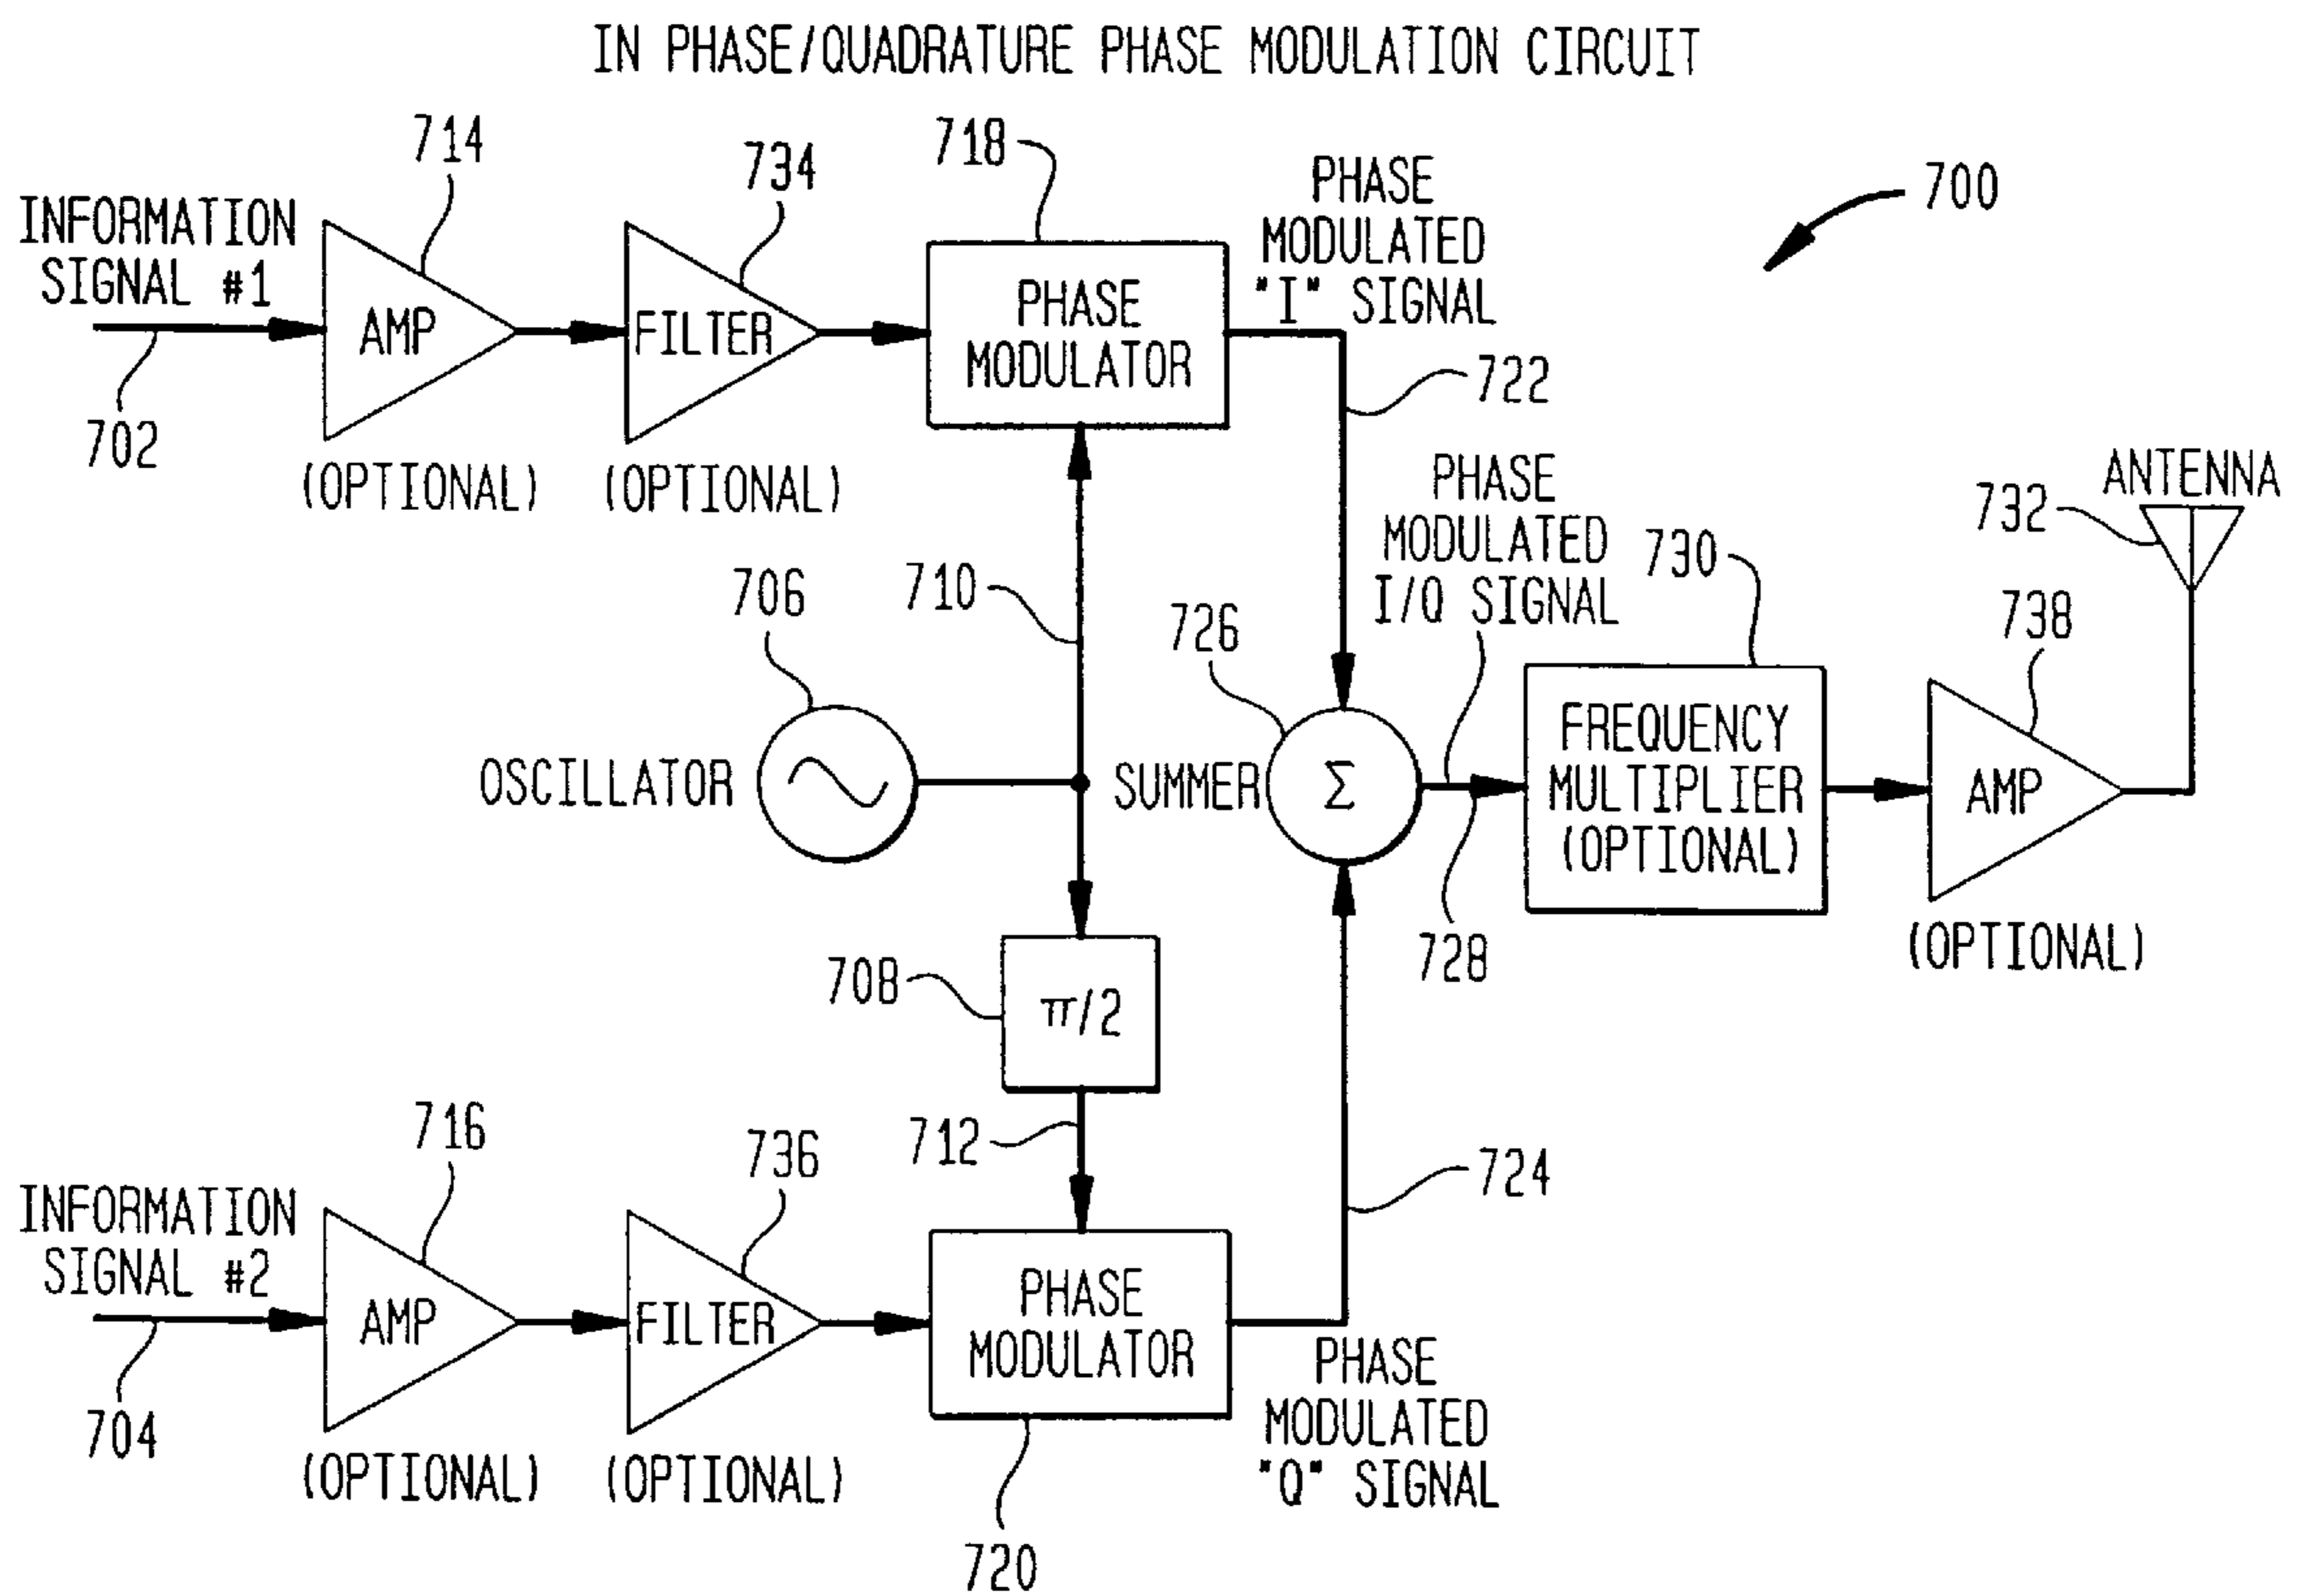 IN PHASE/QUADRATURE PHASE MODULATION CIRCUIT
714
734
718
700
INFORMATION
SIGNAL #1
AMP
FILTER
PHASE
MODULATOR
PHASE
MODULATED
"I" SIGNAL
702
(OPTIONAL)
(OPTIONAL)
722
706
710
726
PHASE
MODULATED
I/Q SIGNAL
730
732
ANTENNA
738
OSCILLATOR
SUMMER
Σ
FREQUENCY
MULTIPLIER
(OPTIONAL)
AMP
(OPTIONAL)
728
708
π/2
712
724
716
736
INFORMATION
SIGNAL #2
AMP
FILTER
PHASE
MODULATOR
704
(OPTIONAL)
(OPTIONAL)
PHASE
MODULATED
"Q" SIGNAL
720